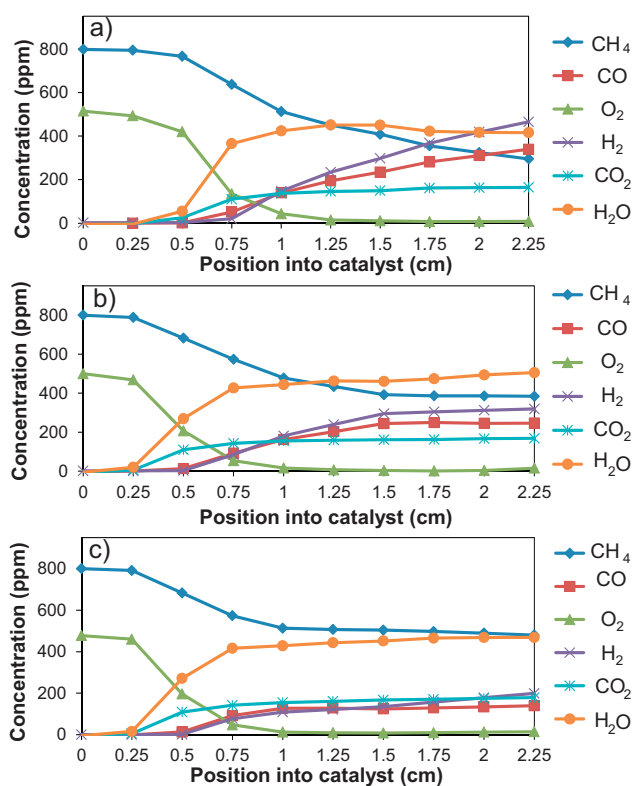 a)
Concentration (ppm)
800
600
400
200
0
0 0.25 0.5 0.75 1 1.25 1.5 1.75 2 2.25
Position into catalyst (cm)
CH4
CO
O2
H2
CO2
H2O
b)
Concentration (ppm)
800
600
400
200
0
0 0.25 0.5 0.75 1 1.25 1.5 1.75 2 2.25
Position into catalyst (cm)
CH4
CO
O2
H2
CO2
H2O
c)
Concentration (ppm)
800
600
400
200
0
0 0.25 0.5 0.75 1 1.25 1.5 1.75 2 2.25
Position into catalyst (cm)
CH4
CO
O2
H2
CO2
H2O